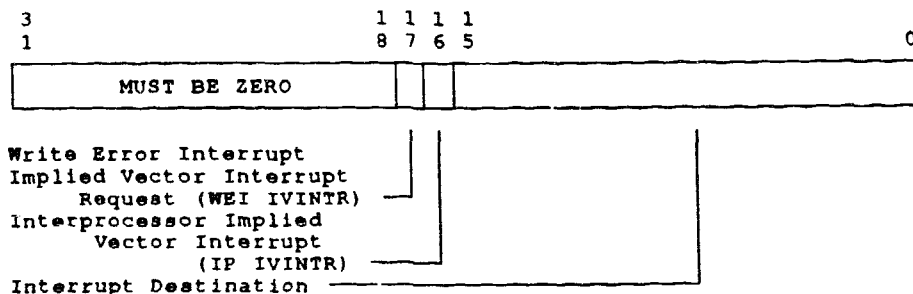 3 1 1 1 1
1 8 7 6 5 0
MUST BE ZERO
Write Error Interrupt
Implied Vector Interrupt
Request (WEI IVINTR)
Interprocessor Implied
Vector Interrupt
(IP IVINTR)
Interrupt Destination